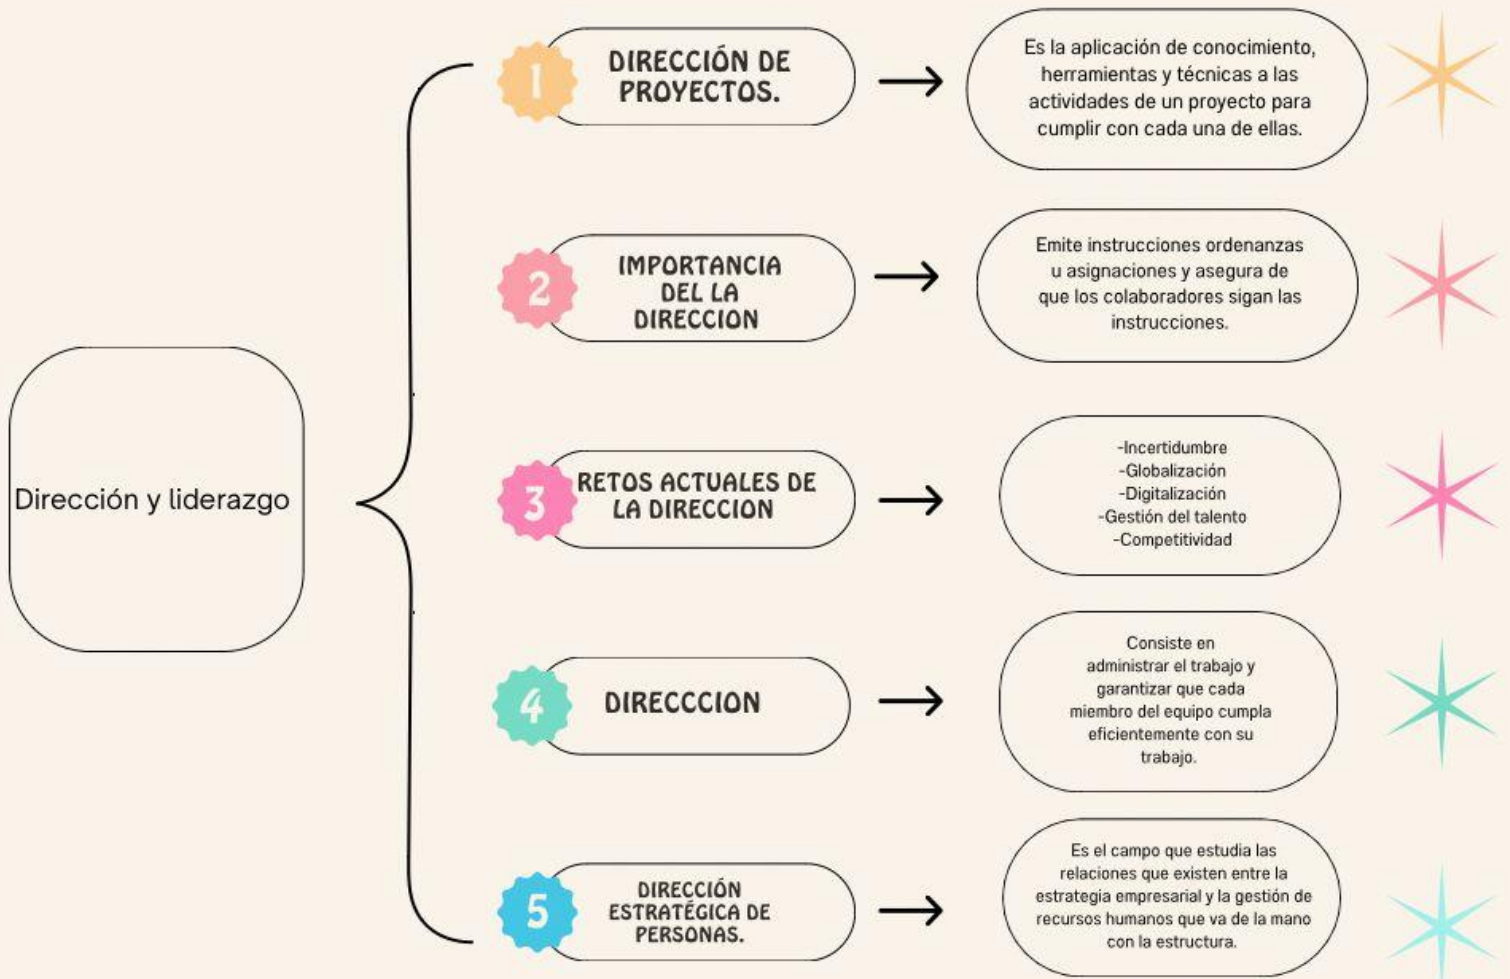 Dirección y liderazgo
1
DIRECCIÓN DE
PROYECTOS.
Es la aplicación de conocimiento,
herramientas y técnicas a las
actividades de un proyecto para
cumplir con cada una de ellas.
2
IMPORTANCIA
DEL LA
DIRECCION
Emite instrucciones ordenanzas
u asignaciones y asegura de
que los colaboradores sigan las
instrucciones.
3
RETOS ACTUALES DE
LA DIRECCION
-Incertidumbre
-Globalización
-Digitalización
-Gestión del talento
-Competitividad
4
DIRECCCION
Consiste en
administrar el trabajo y
garantizar que cada
miembro del equipo cumpla
eficientemente con su
trabajo.
5
DIRECCIÓN
ESTRATÉGICA DE
PERSONAS.
Es el campo que estudia las
relaciones que existen entre la
estrategia empresarial y la gestión de
recursos humanos que va de la mano
con la estructura.